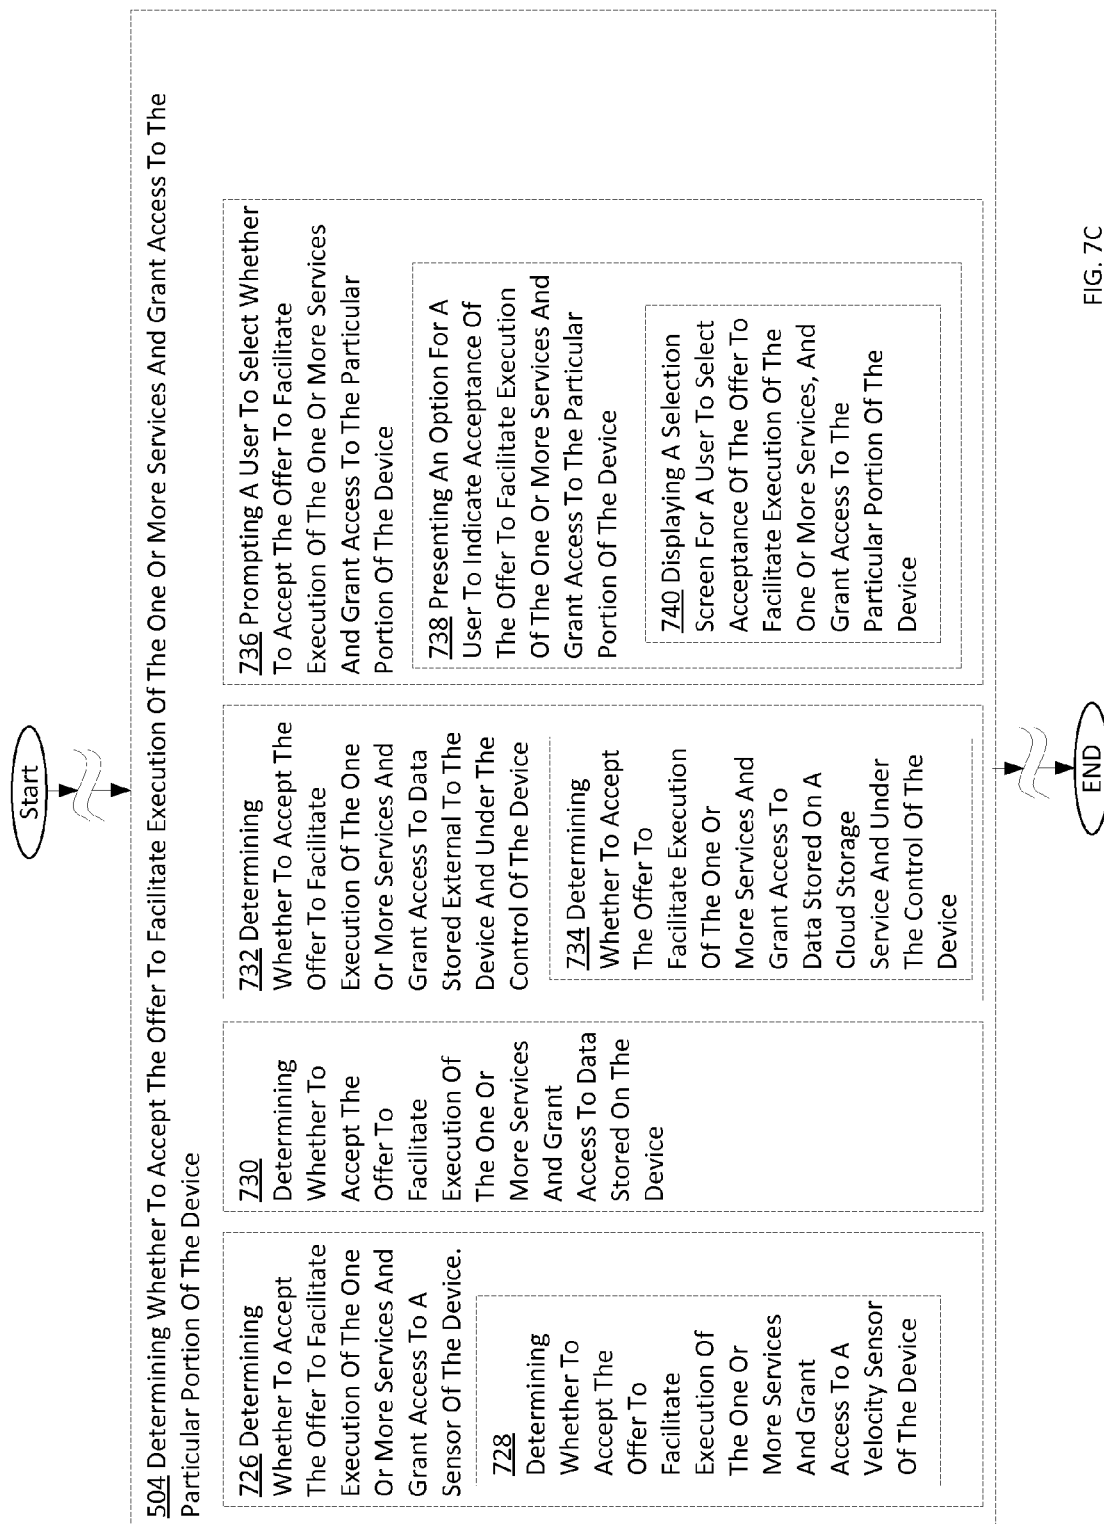 Start
504 Determining Whether To Accept The Offer To Facilitate Execution Of The One Or More Services And Grant Access To The
Particular Portion Of The Device
726 Determining
Whether To Accept
The Offer To Facilitate
Execution Of The One
Or More Services And
Grant Access To A
Sensor Of The Device.
728
Determining
Whether To
Accept The
Offer To
Facilitate
Execution Of
The One Or
More Services
And Grant
Access To A
Velocity Sensor
Of The Device
730
Determining
Whether To
Accept The
Offer To
Facilitate
Execution Of
The One Or
More Services
And Grant
Access To Data
Stored On The
Device
732 Determining
Whether To Accept The
Offer To Facilitate
Execution Of The One
Or More Services And
Grant Access To Data
Stored External To The
Device And Under The
Control Of The Device
734 Determining
Whether To Accept
The Offer To
Facilitate Execution
Of The One Or
More Services And
Grant Access To
Data Stored On A
Cloud Storage
Service And Under
The Control Of The
Device
736 Prompting A User To Select Whether
To Accept The Offer To Facilitate
Execution Of The One Or More Services
And Grant Access To The Particular
Portion Of The Device
738 Presenting An Option For A
User To Indicate Acceptance Of
The Offer To Facilitate Execution
Of The One Or More Services And
Grant Access To The Particular
Portion Of The Device
740 Displaying A Selection
Screen For A User To Select
Acceptance Of The Offer To
Facilitate Execution Of The
One Or More Services, And
Grant Access To The
Particular Portion Of The
Device
END
FIG. 7C